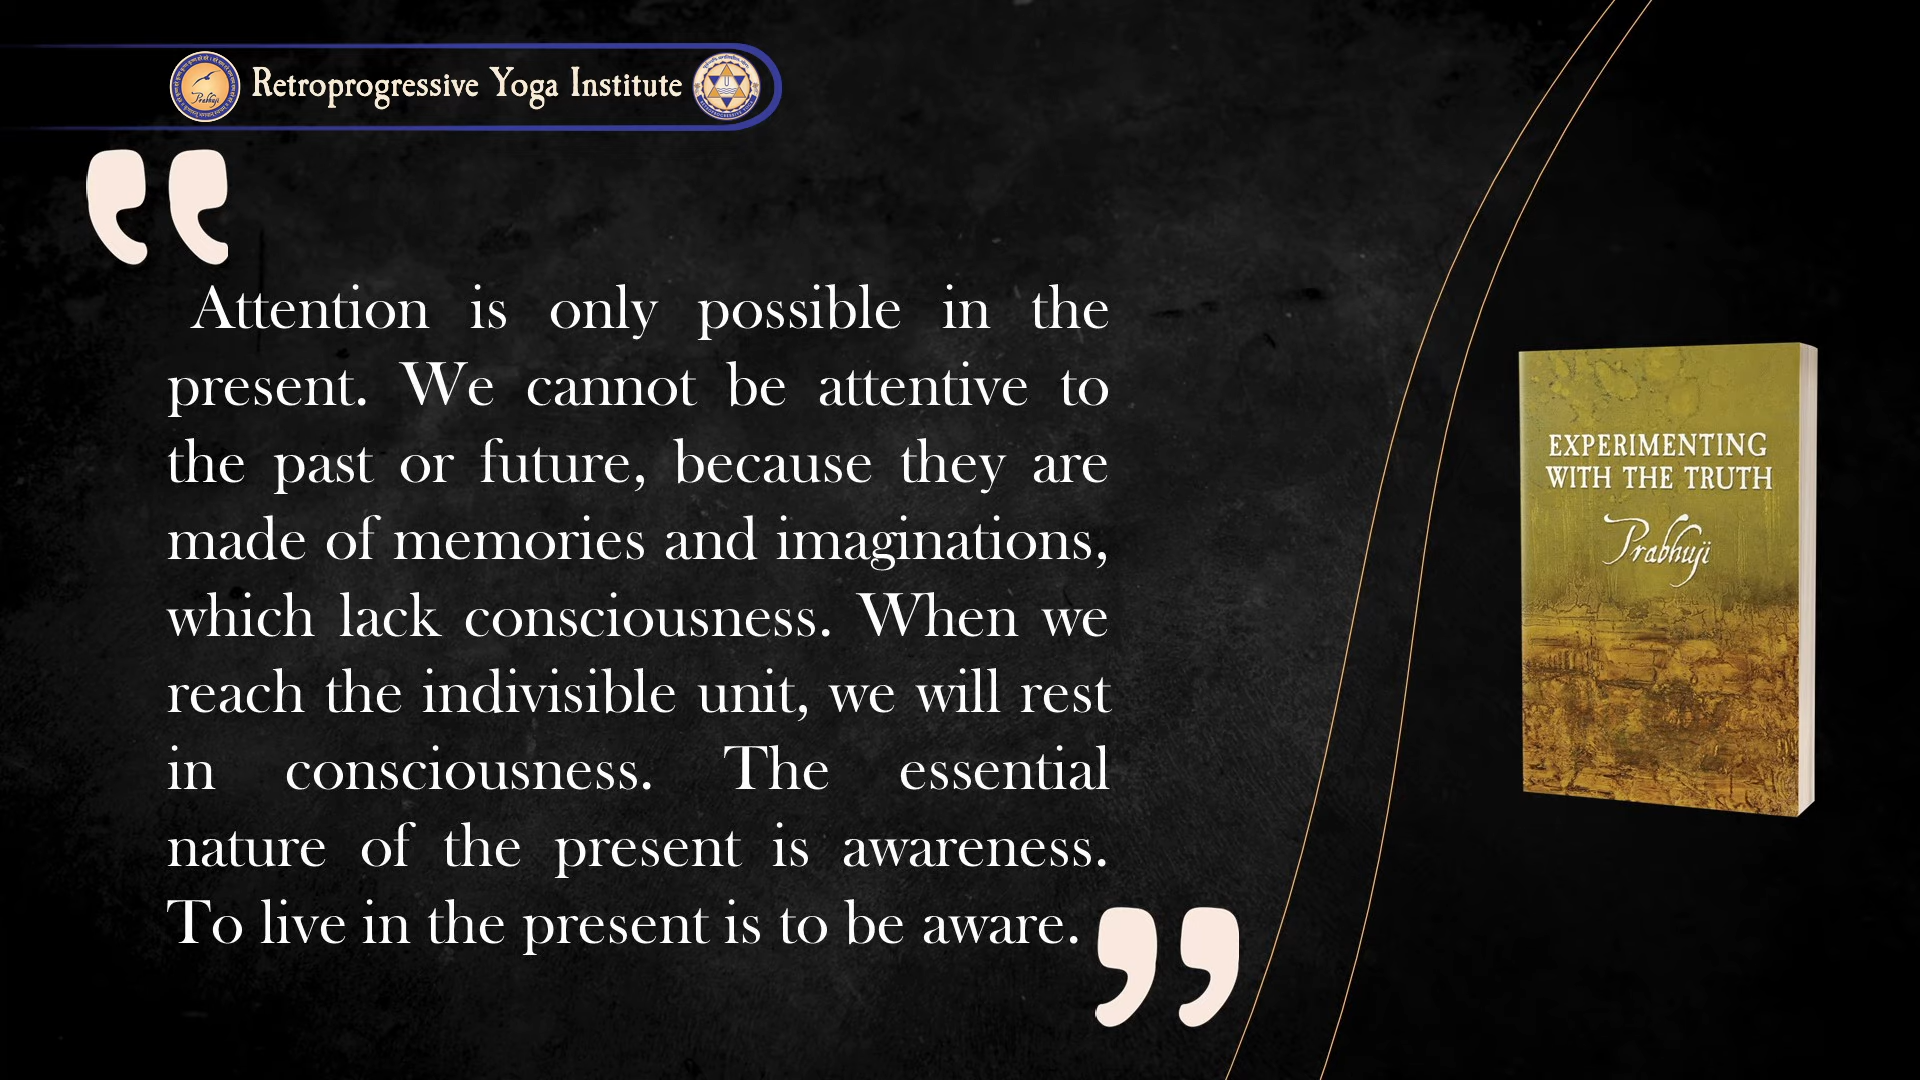 Retroprogressive Yoga Institute
Prabhuji
“
Attention is only possible in the
present. We cannot be attentive to
the past or future, because they are
made of memories and imaginations,
which lack consciousness. When we
reach the indivisible unit, we will rest
in consciousness. The essential
nature of the present is awareness.
To live in the present is to be aware.
”
EXPERIMENTING
WITH THE TRUTH
Prabhuji